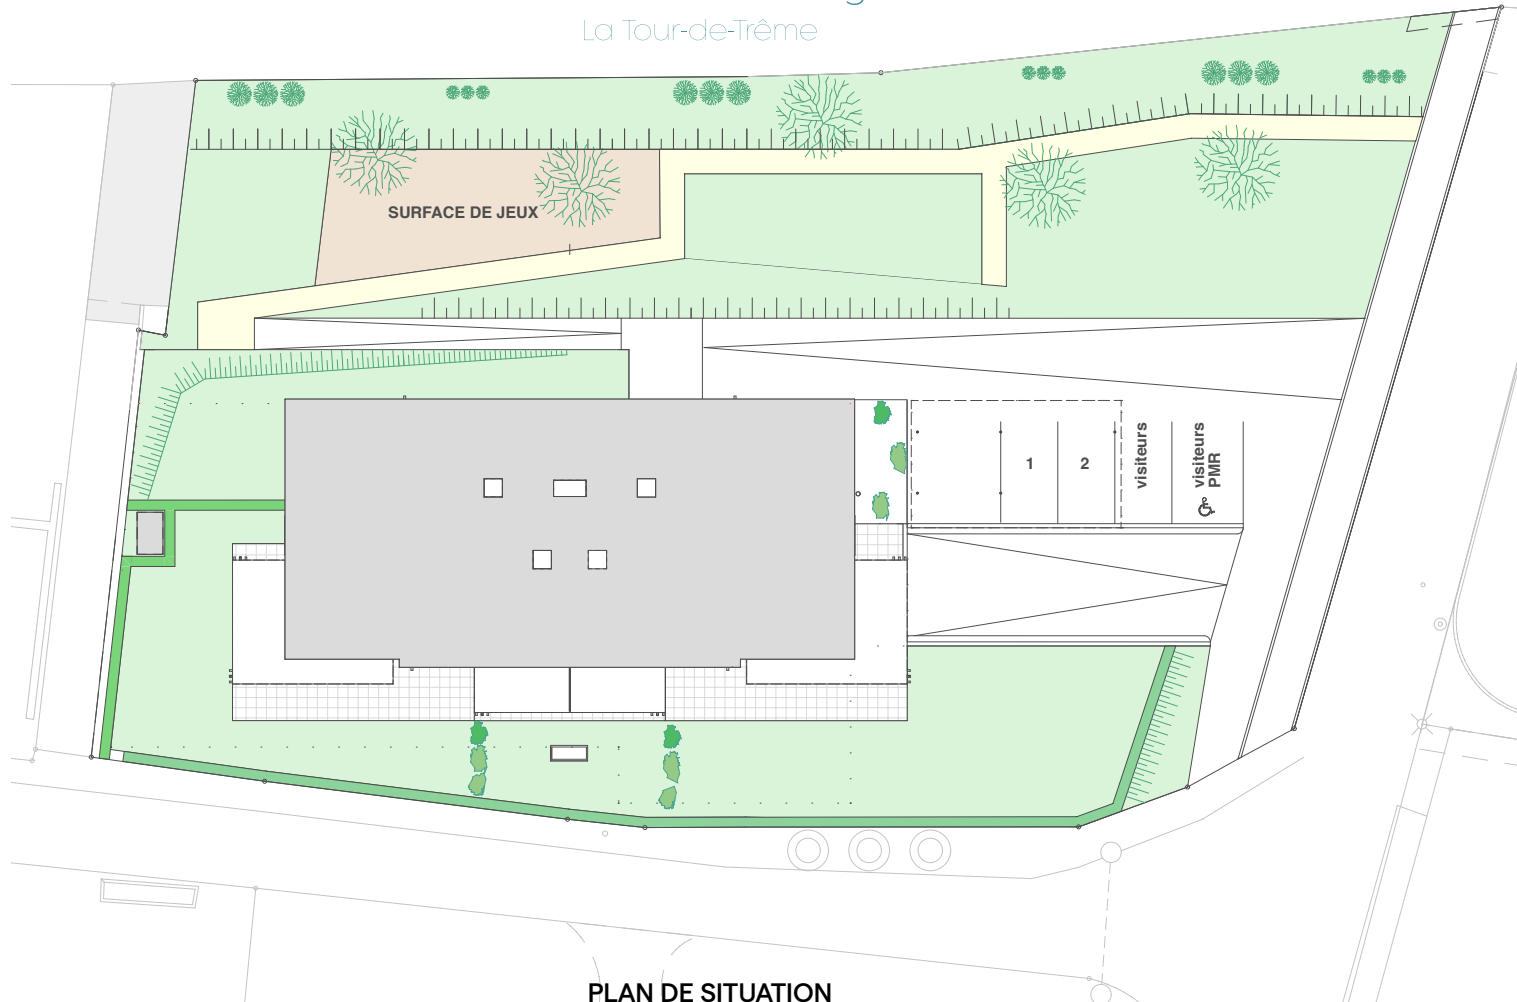 La Tour-de-Trême
SURFACE DE JEUX
1
2
visiteurs
visiteurs
PMR
PLAN DE SITUATION